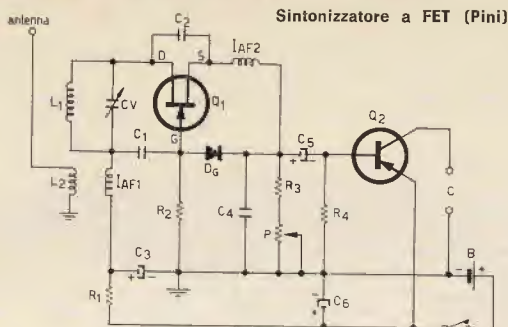 Sintonizzatore a FET (Pini)
antenna
C2
D
S
IAF2
Q1
L1
CV
G
Q2
C1
DG
C5
+
L2
IAF1
R2
C4
R3
R4
C
P
C3
+ -
B
- +
R1
-
C6
+